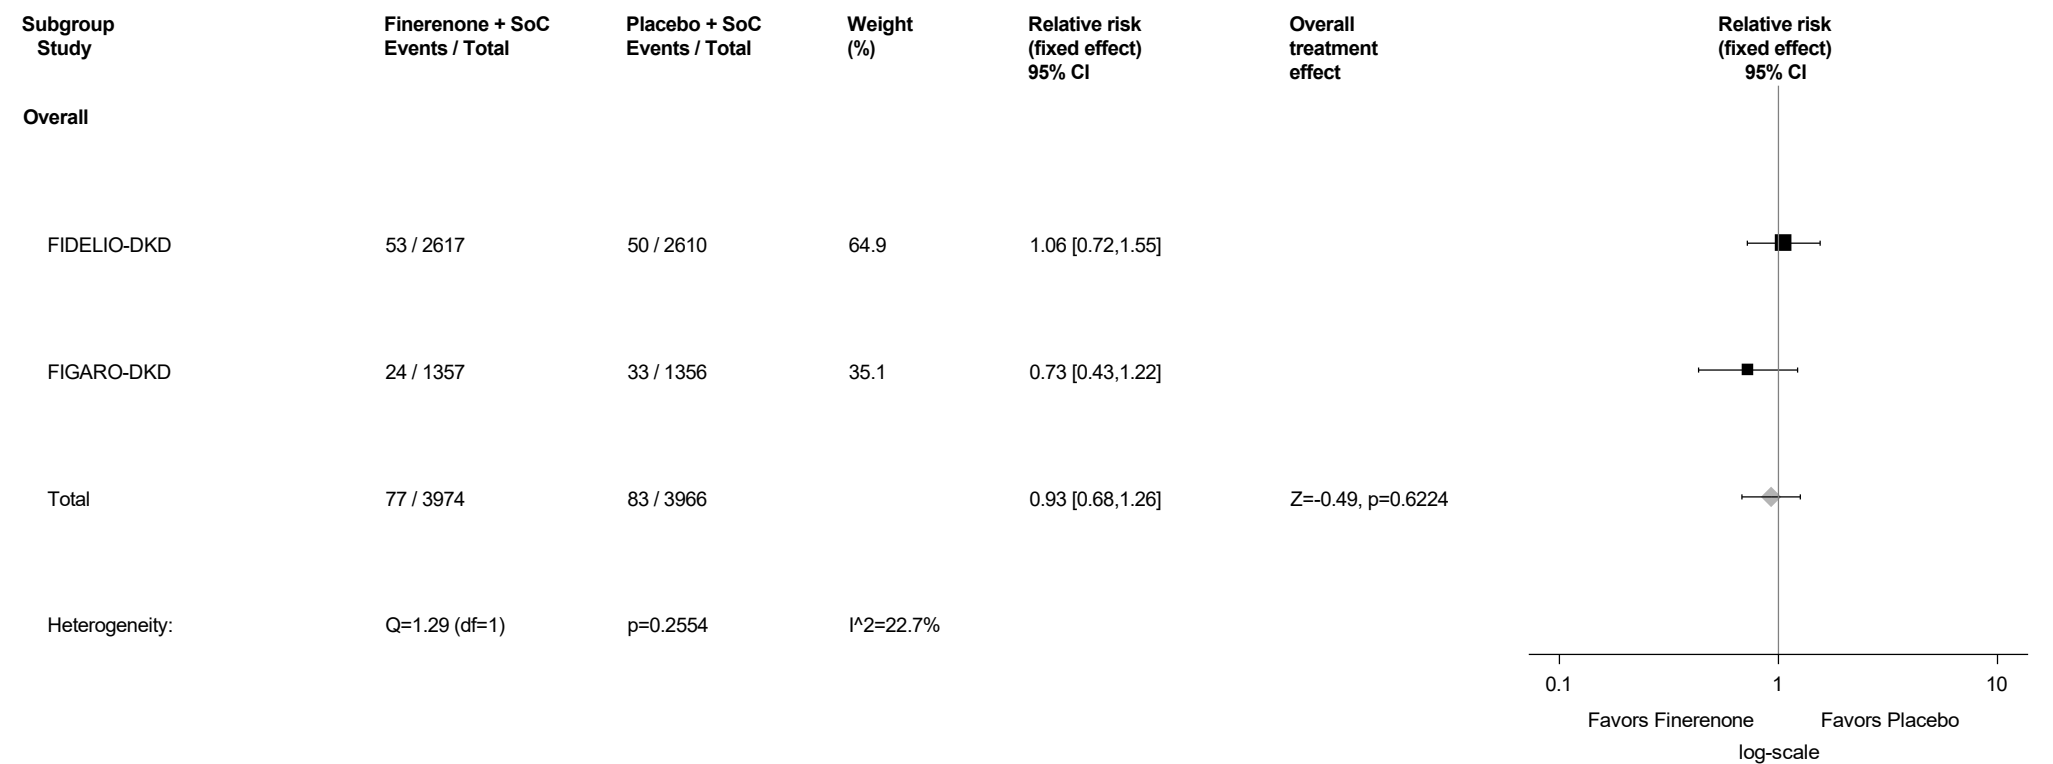 Subgroup Finerenone + SoC Placebo + SoC Weight Relative risk Overall Relative risk
Study Events / Total Events / Total (%) (fixed effect) treatment (fixed effect)
95% CI effect 95% CI
Overall
FIDELIO-DKD 53 / 2617 50 / 2610 64.9 1.06 [0.72,1.55]
FIGARO-DKD 24 / 1357 33 / 1356 35.1 0.73 [0.43,1.22]
Total 77 / 3974 83 / 3966 0.93 [0.68,1.26] Z=-0.49, p=0.6224
Heterogeneity: Q=1.29 (df=1) p=0.2554 I^2=22.7%
0.1 1 10
Favors Finerenone Favors Placebo
log-scale